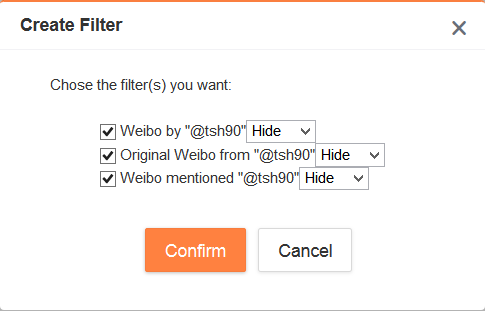 Create Filter
Chose the filter(s) you want:
Weibo by "@tsh90" Hide
Original Weibo from "@tsh90" Hide
Weibo mentioned "@tsh90" Hide
Confirm Cancel